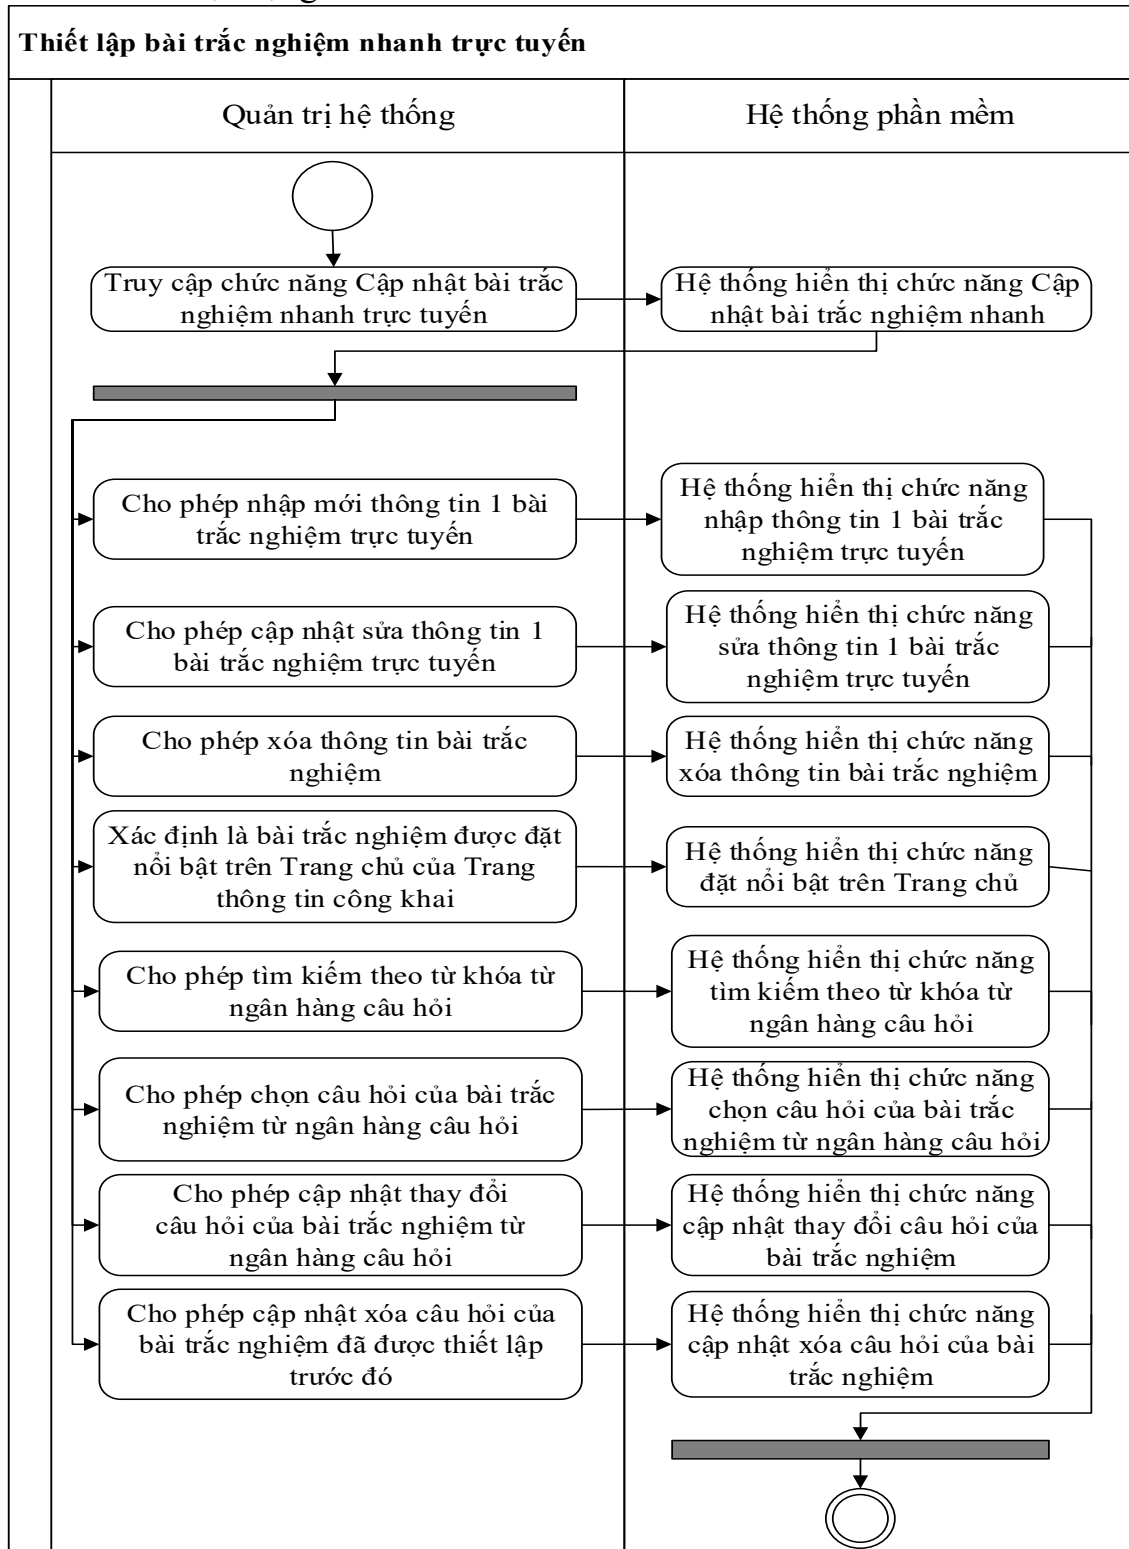 Thiết lập bài trắc nghiệm nhanh trực tuyến
Quản trị hệ thống
Hệ thống phần mềm
Truy cập chức năng Cập nhật bài trắc
nghiệm nhanh trực tuyến
Hệ thống hiển thị chức năng Cập
nhật bài trắc nghiệm nhanh
Cho phép nhập mới thông tin 1 bài
trắc nghiệm trực tuyến
Hệ thống hiển thị chức năng
nhập thông tin 1 bài trắc
nghiệm trực tuyến
Cho phép cập nhật sửa thông tin 1
bài trắc nghiệm trực tuyến
Hệ thống hiển thị chức năng
sửa thông tin 1 bài trắc
nghiệm trực tuyến
Cho phép xóa thông tin bài trắc
nghiệm
Hệ thống hiển thị chức năng
xóa thông tin bài trắc nghiệm
Xác định là bài trắc nghiệm được đặt
nổi bật trên Trang chủ của Trang
thông tin công khai
Hệ thống hiển thị chức năng
đặt nổi bật trên Trang chủ
Cho phép tìm kiếm theo từ khóa từ
ngân hàng câu hỏi
Hệ thống hiển thị chức năng
tìm kiếm theo từ khóa từ
ngân hàng câu hỏi
Cho phép chọn câu hỏi của bài trắc
nghiệm từ ngân hàng câu hỏi
Hệ thống hiển thị chức năng
chọn câu hỏi của bài trắc
nghiệm từ ngân hàng câu hỏi
Cho phép cập nhật thay đổi
câu hỏi của bài trắc nghiệm từ
ngân hàng câu hỏi
Hệ thống hiển thị chức năng
cập nhật thay đổi câu hỏi của
bài trắc nghiệm
Cho phép cập nhật xóa câu hỏi của
bài trắc nghiệm đã được thiết lập
trước đó
Hệ thống hiển thị chức năng
cập nhật xóa câu hỏi của bài
trắc nghiệm